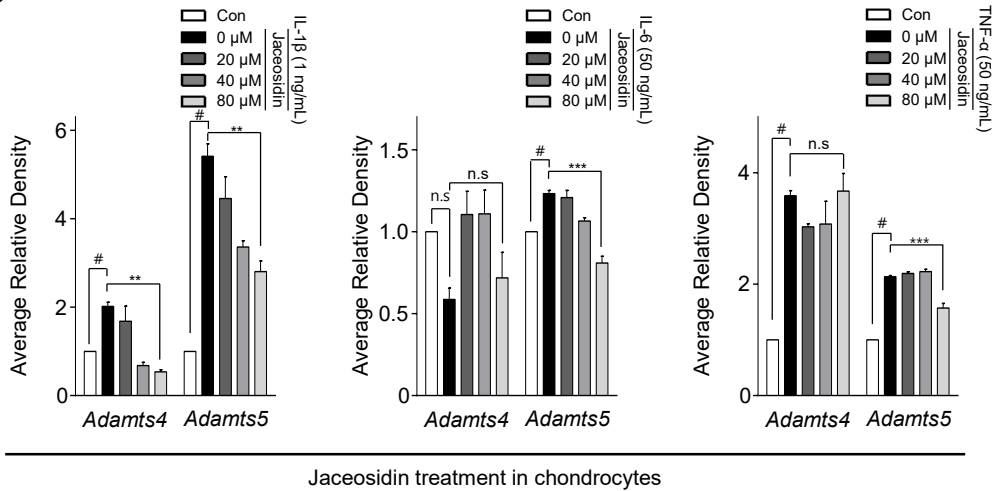 Con
0 μM
20 μM
40 μM
80 μM
Jaceosidin
IL-1β (1 ng/mL)
Average Relative Density
6
4
2
0
#
**
#
**
Adamts4
Adamts5
Con
0 μM
20 μM
40 μM
80 μM
Jaceosidin
IL-6 (50 ng/mL)
Average Relative Density
1.5
1.0
0.5
0
n.s
n.s
#
***
Adamts4
Adamts5
Con
0 μM
20 μM
40 μM
80 μM
Jaceosidin
TNF-α (50 ng/mL)
Average Relative Density
4
2
0
#
n.s
#
***
Adamts4
Adamts5
Jaceosidin treatment in chondrocytes